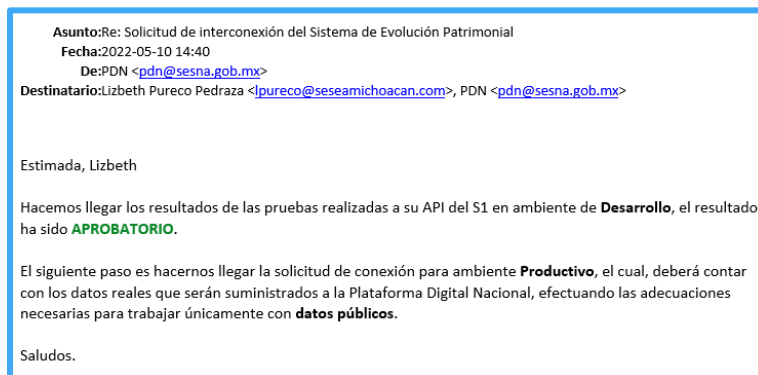 Asunto:Re: Solicitud de interconexión del Sistema de Evolución Patrimonial
Fecha:2022-05-10 14:40
De:PDN <pdn@sesna.gob.mx>
Destinatario:Lizbeth Pureco Pedraza <lpureco@seseamichoacan.com>, PDN <pdn@sesna.gob.mx>
Estimada, Lizbeth
Hacemos llegar los resultados de las pruebas realizadas a su API del S1 en ambiente de Desarrollo, el resultado
ha sido APROBATORIO.
El siguiente paso es hacernos llegar la solicitud de conexión para ambiente Productivo, el cual, deberá contar
con los datos reales que serán suministrados a la Plataforma Digital Nacional, efectuando las adecuaciones
necesarias para trabajar únicamente con datos públicos.
Saludos.